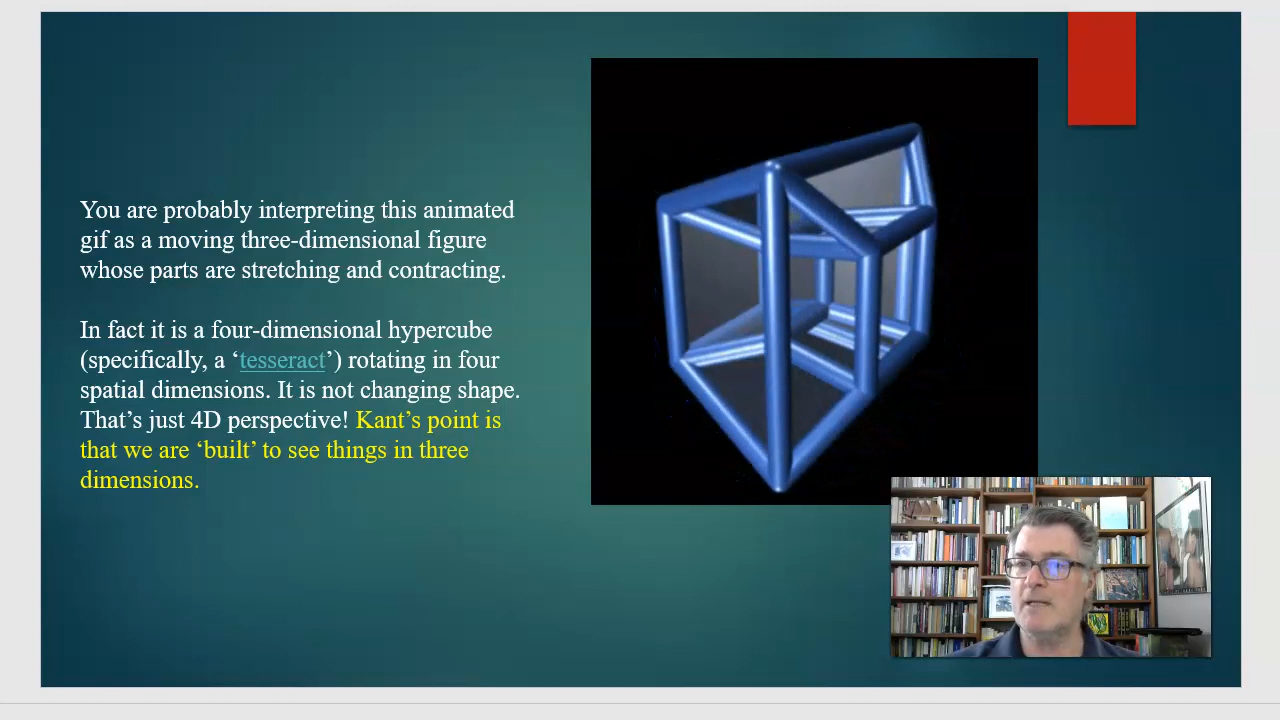 You are probably interpreting this animated
gif as a moving three-dimensional figure
whose parts are stretching and contracting.
In fact it is a four-dimensional hypercube
(specifically, a ‘tesseract’) rotating in four
spatial dimensions. It is not changing shape.
That’s just 4D perspective! Kant’s point is
that we are ‘built’ to see things in three
dimensions.